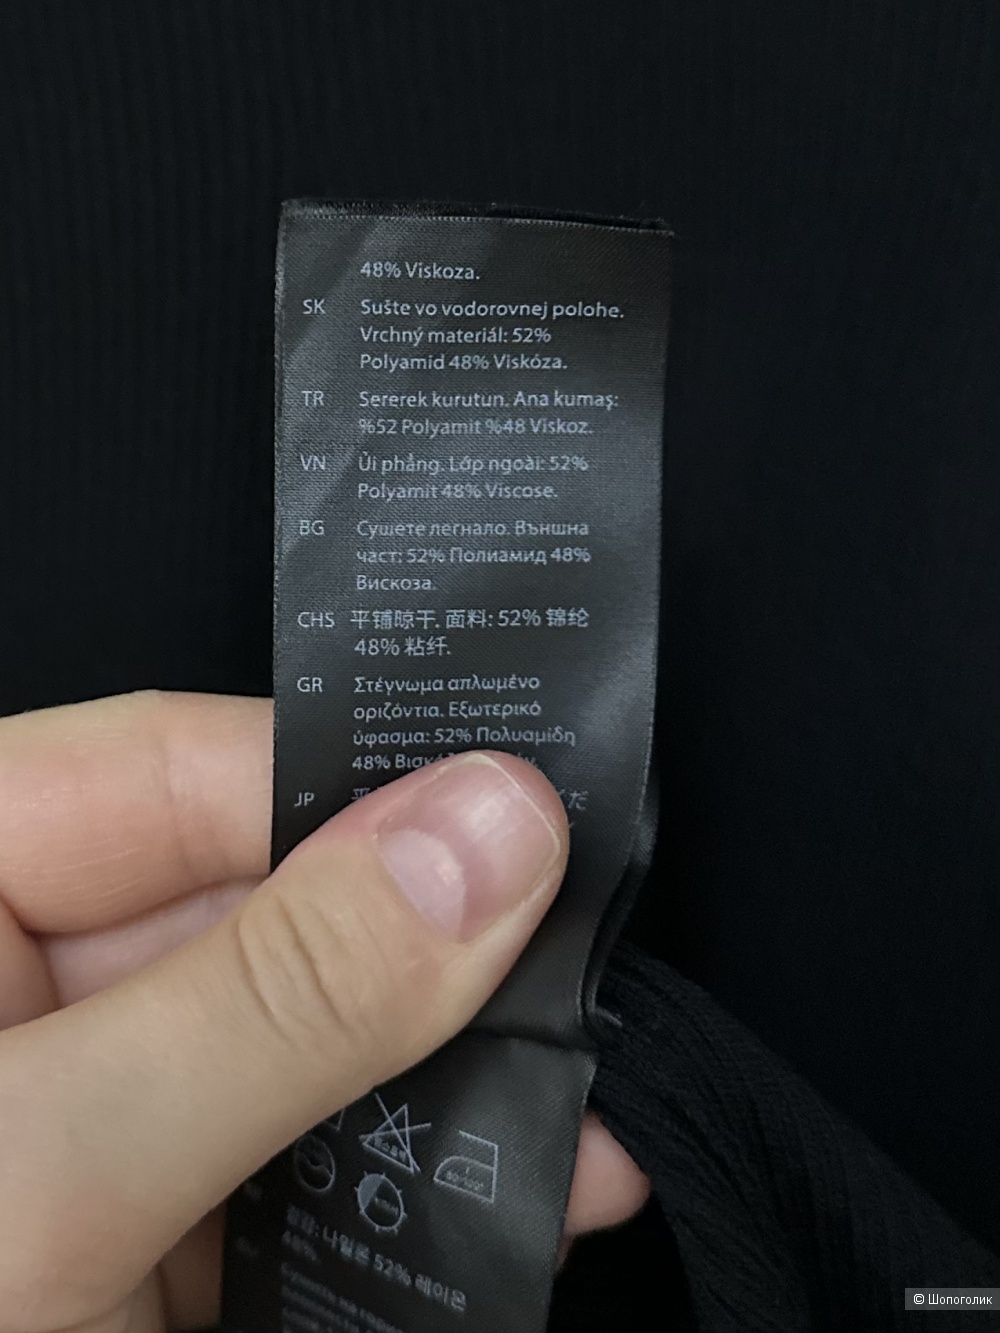 48% Viskoza.
SK Sušte vo vodorovnej polohe.
Vrchný materiál: 52%
Polyamid 48% Viskóza.
TR Sererek kurutun. Ana kumaş:
%52 Polyamit %48 Viskoz.
VN Ủi phẳng. Lớp ngoài: 52%
Polyamit 48% Viscose.
BG Сушете легнало. Външна
част: 52% Полиамид 48%
Вискоза.
CHS 平铺晾干. 面料: 52% 锦纶
48% 粘纤.
GR Στέγνωμα απλωμένο
οριζόντια. Εξωτερικό
ύφασμα: 52% Πολυαμίδη
48%
JP
나일론 52% 레이온
48%.
© Шопоголик